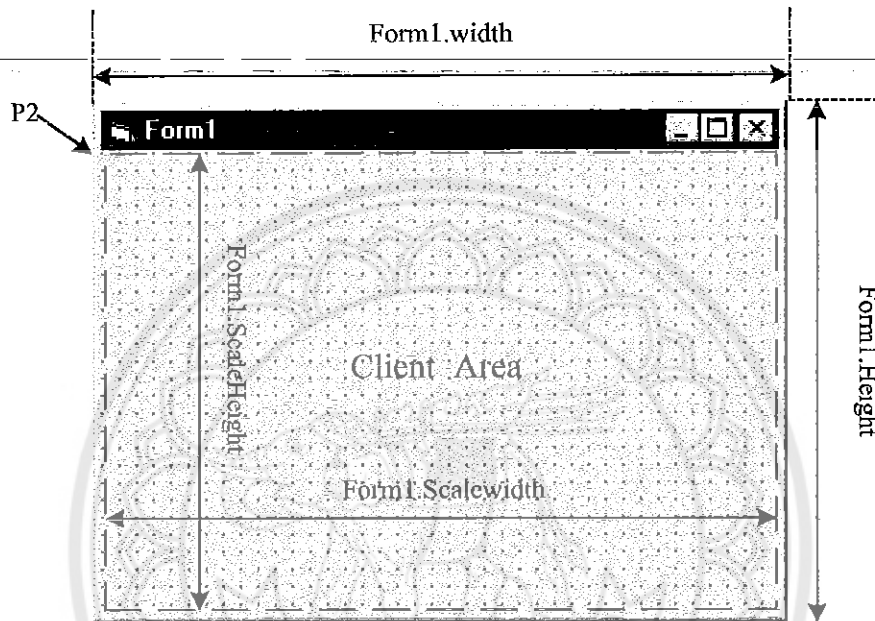 Form1.width
P2
Form1
Form1.ScaleHeight
Client Area
Form1.Height
Form1.Scalewidth